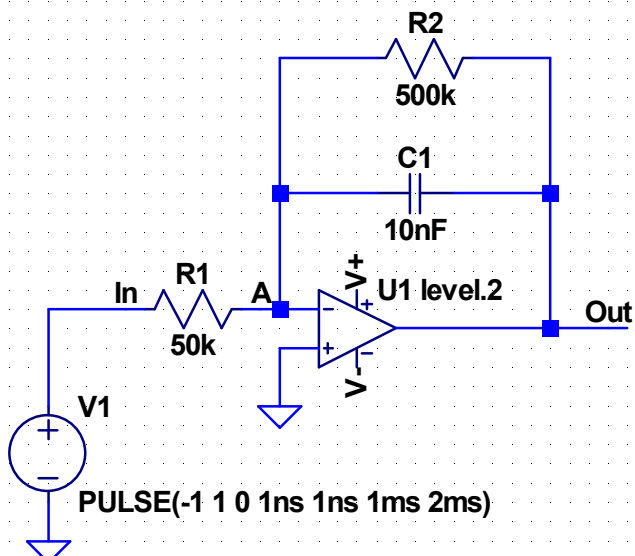 R2
500k
C1
10nF
V+
In
R1
A
U1 level.2
50k
Out
V-
V1
PULSE(-1 1 0 1ns 1ns 1ms 2ms)